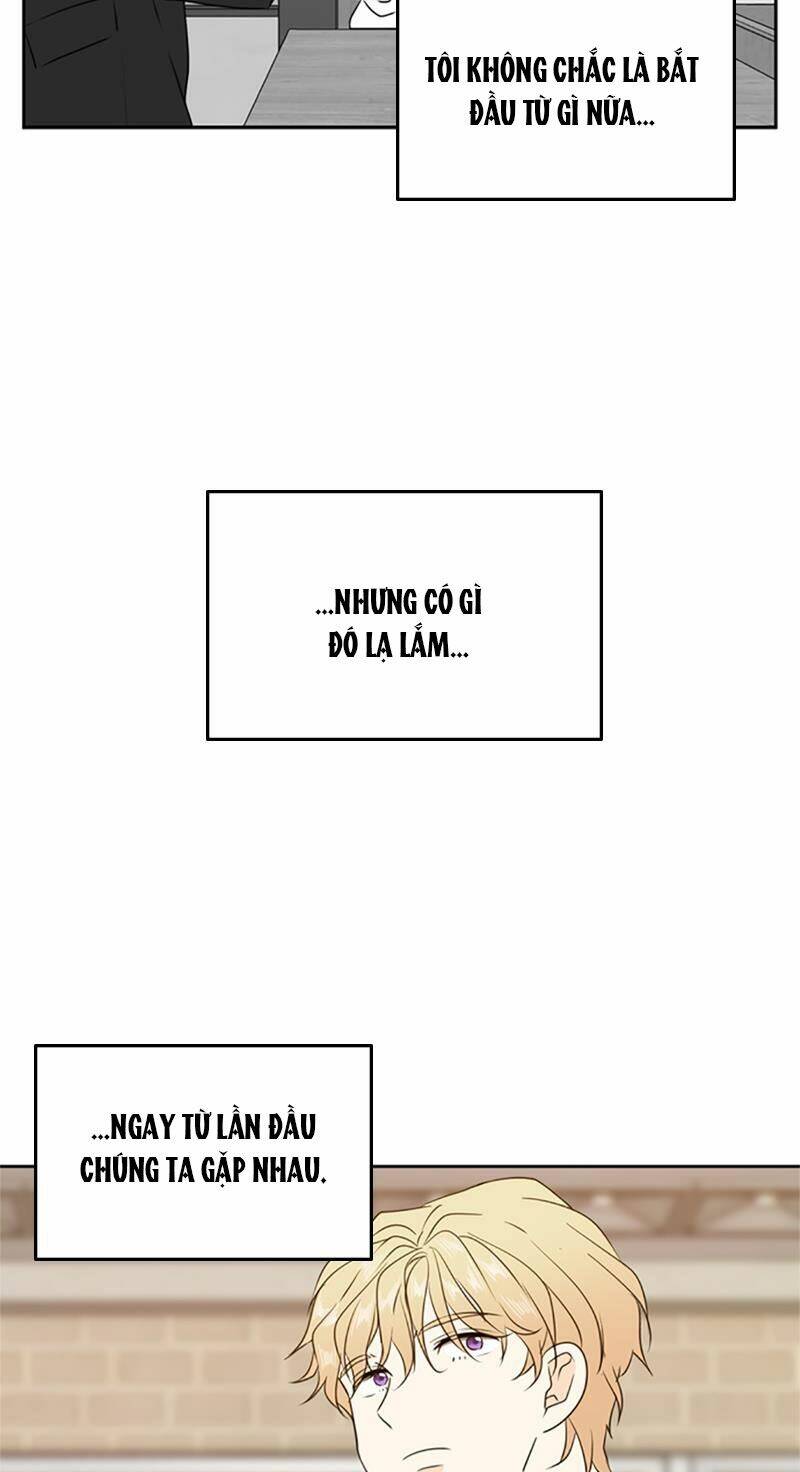 TÔI KHÔNG CHẮC LÀ BẮT
ĐẦU TỪ GÌ NỮA...
...NHƯNG CÓ GÌ
ĐÓ LẠ LẮM...
...NGAY TỪ LẦN ĐẦU
CHÚNG TA GẶP NHAU.